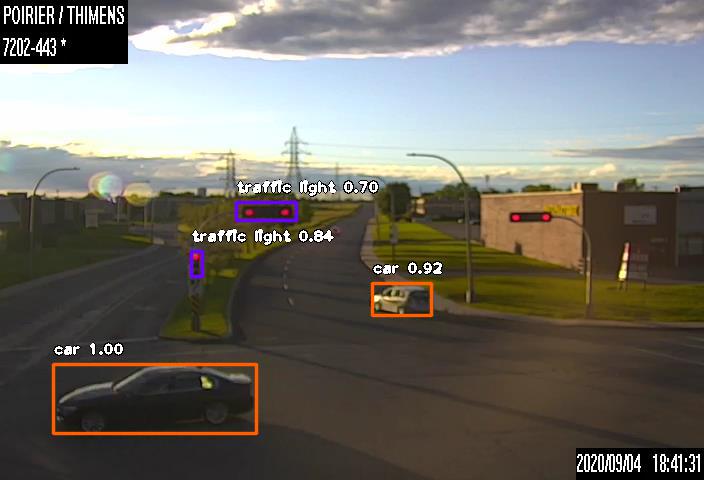 POIRIER / THIMENS
7202-443 *
traffic light 0.70
traffic light 0.84
car 0.92
car 1.00
2020/09/04 18:41:31